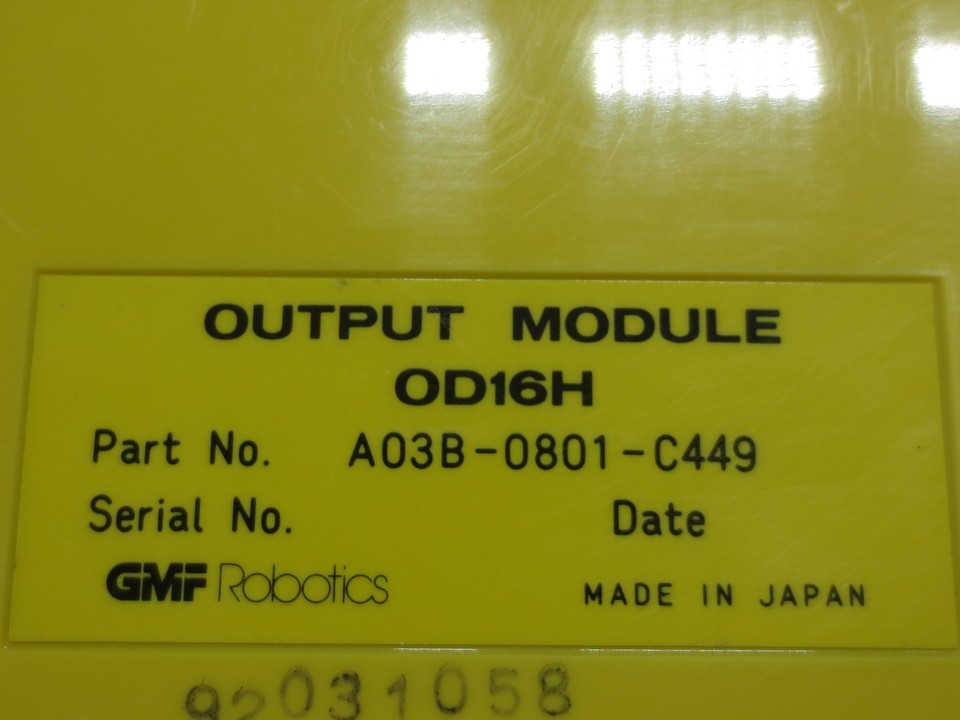 OUTPUT MODULE
OD16H
Part No. A03B-0801-C449
Serial No. Date
GMF Robotics MADE IN JAPAN
92031058